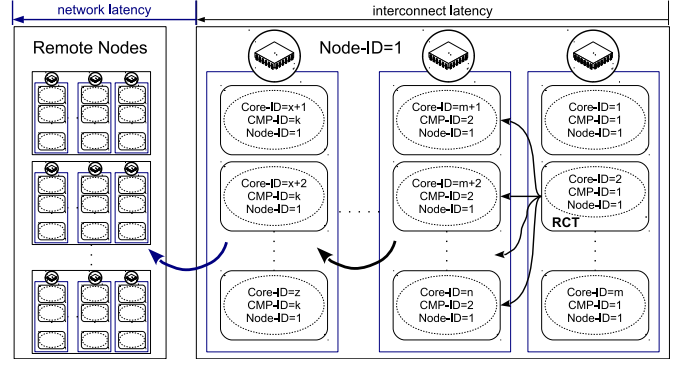 network latency
interconnect latency
Remote Nodes
Node-ID=1
Core-ID=x+1
CMP-ID=k
Node-ID=1
Core-ID=m+1
CMP-ID=2
Node-ID=1
Core-ID=1
CMP-ID=1
Node-ID=1
Core-ID=x+2
CMP-ID=k
Node-ID=1
Core-ID=m+2
CMP-ID=2
Node-ID=1
Core-ID=2
CMP-ID=1
Node-ID=1
RCT
Core-ID=z
CMP-ID=k
Node-ID=1
Core-ID=n
CMP-ID=2
Node-ID=1
Core-ID=m
CMP-ID=1
Node-ID=1